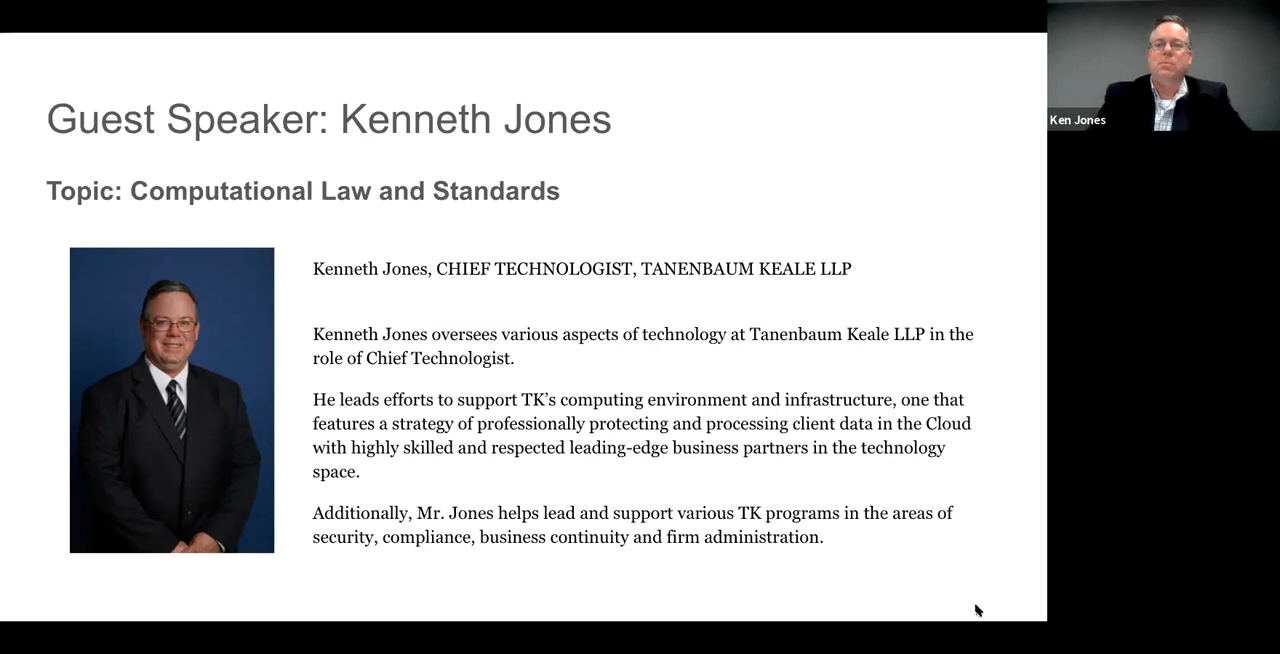 Guest Speaker: Kenneth Jones
Topic: Computational Law and Standards
Kenneth Jones, CHIEF TECHNOLOGIST, TANENBAUM KEALE LLP
Kenneth Jones oversees various aspects of technology at Tanenbaum Keale LLP in the
role of Chief Technologist.
He leads efforts to support TK’s computing environment and infrastructure, one that
features a strategy of professionally protecting and processing client data in the Cloud
with highly skilled and respected leading-edge business partners in the technology
space.
Additionally, Mr. Jones helps lead and support various TK programs in the areas of
security, compliance, business continuity and firm administration.
Ken Jones